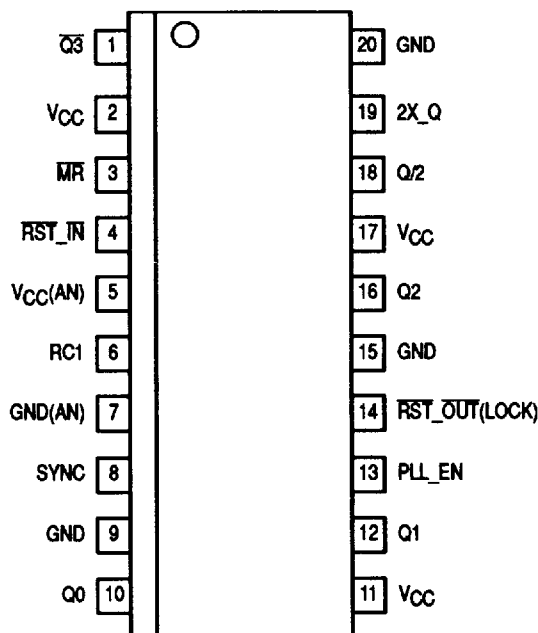 Q3 1 20 GND
VCC 2 19 2X_Q
MR 3 18 Q/2
RST_IN 4 17 VCC
VCC(AN) 5 16 Q2
RC1 6 15 GND
GND(AN) 7 14 RST_OUT(LOCK)
SYNC 8 13 PLL_EN
GND 9 12 Q1
Q0 10 11 VCC